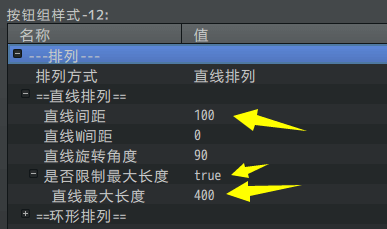 按钮组样式-12:
名称 值
---排列---
排列方式 直线排列
==直线排列==
直线间距 100
直线W间距 0
直线旋转角度 90
是否限制最大长度 true
直线最大长度 400
==环形排列==